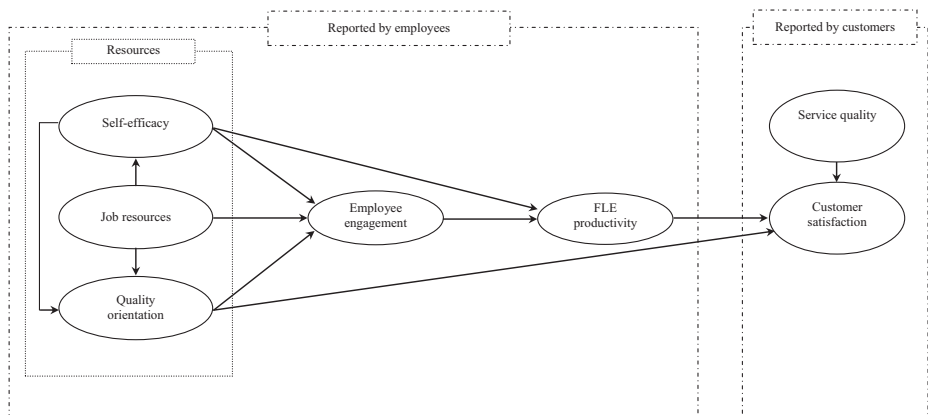 Reported by employees
Reported by customers
Resources
Self-efficacy
Service quality
Job resources
Employee
engagement
FLE
productivity
Customer
satisfaction
Quality
orientation